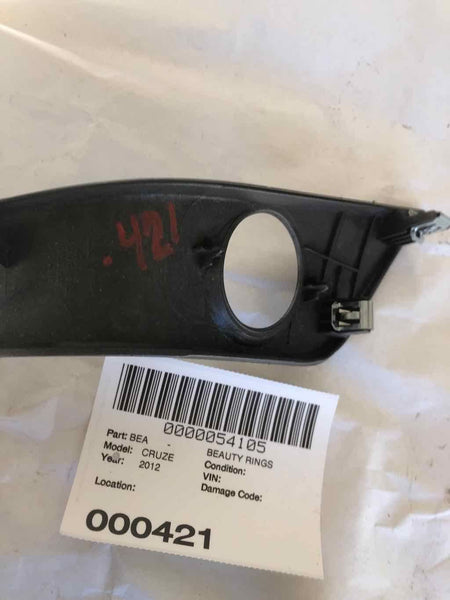 .421
0000054105
Part: BEA - BEAUTY RINGS
Model: CRUZE Condition:
Year: 2012 VIN:
Damage Code:
Location:
000421